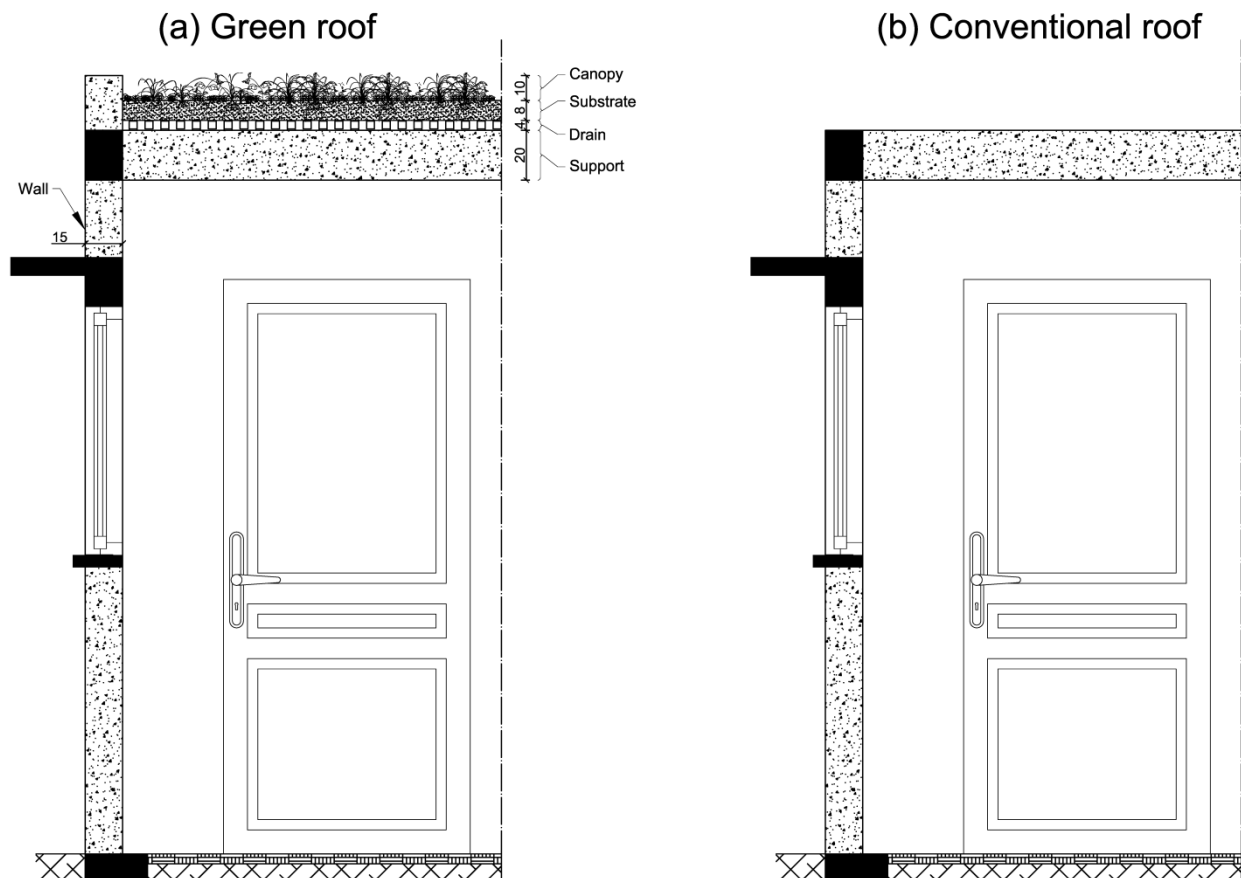 (a) Green roof
(b) Conventional roof
10
Canopy
8
Substrate
4
Drain
20
Support
Wall
15